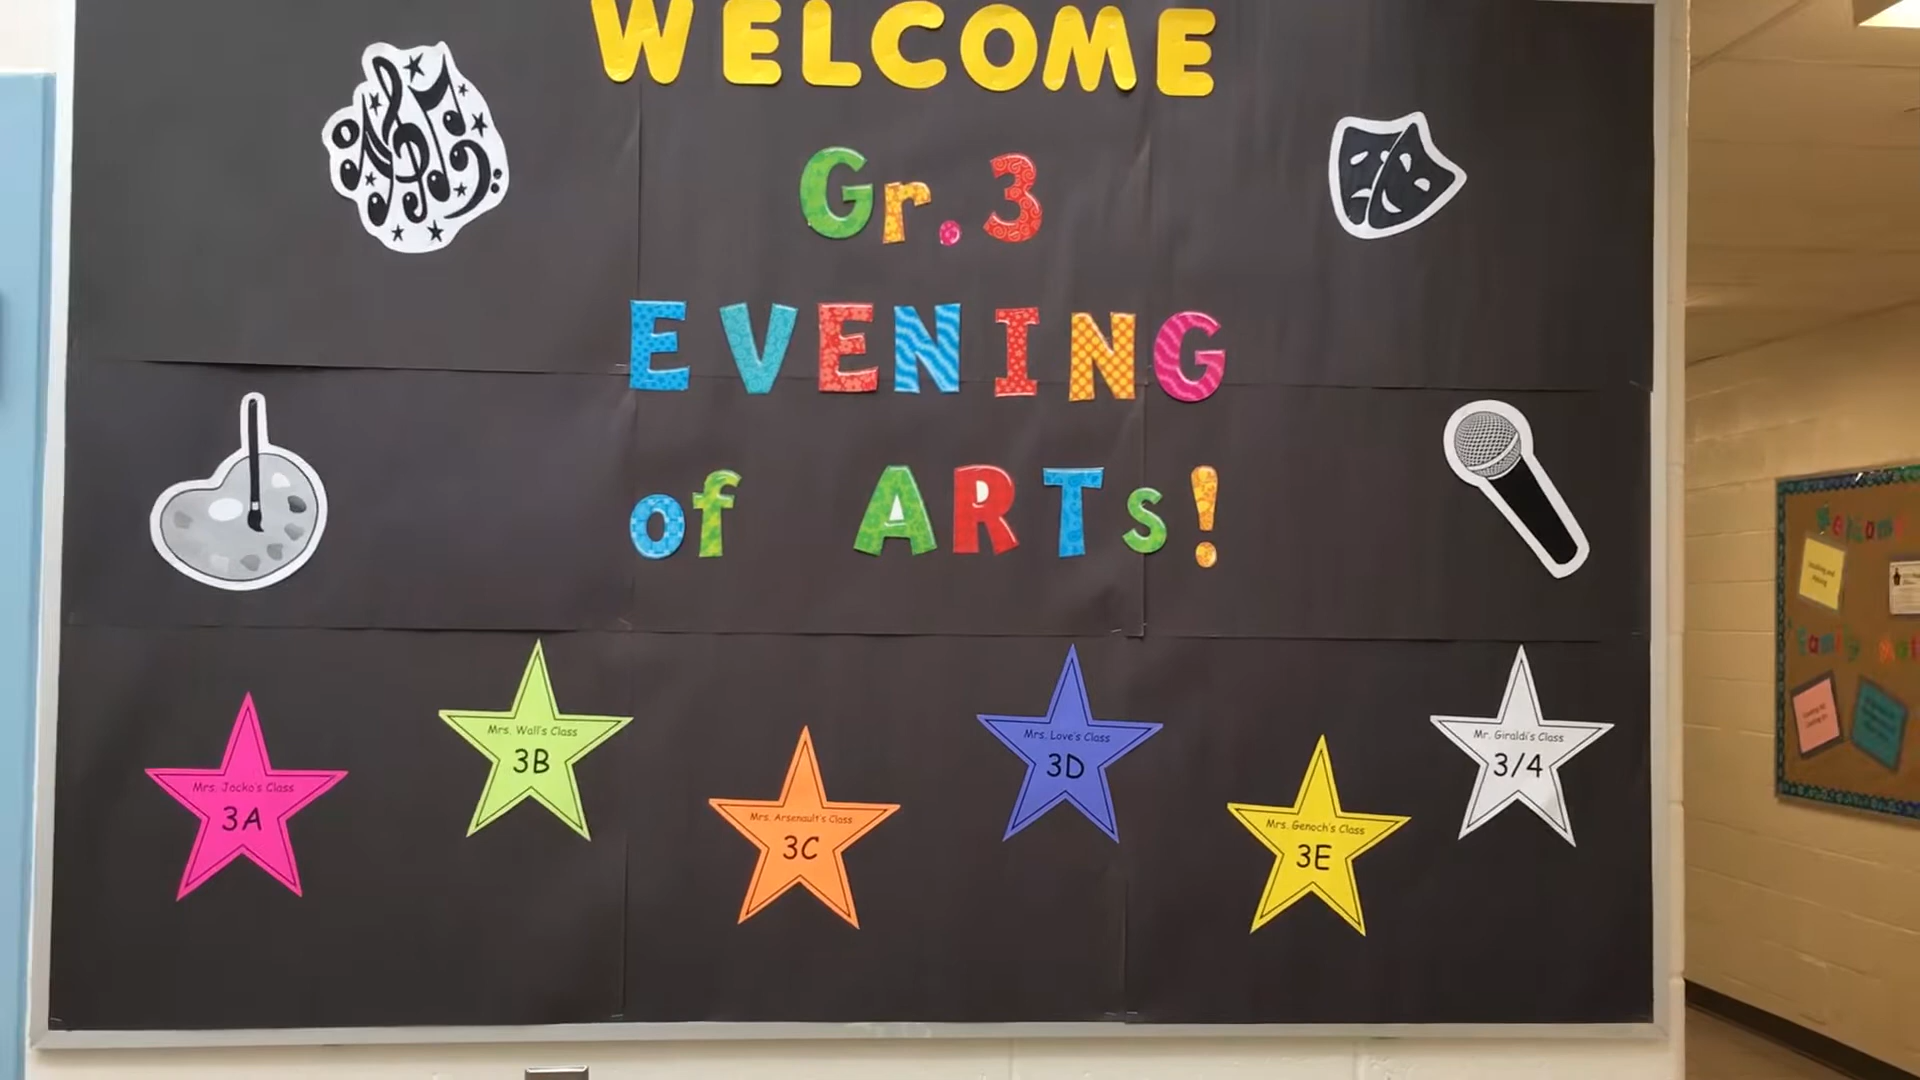 WELCOME
Gr. 3
EVENING
of ARTs!
Mrs. Jocko's Class
3A
Mrs. Wall's Class
3B
Mrs. Arsenault's Class
3C
Mrs. Love's Class
3D
Mrs. Genoch's Class
3E
Mr. Giraldi's Class
3/4
Welcome